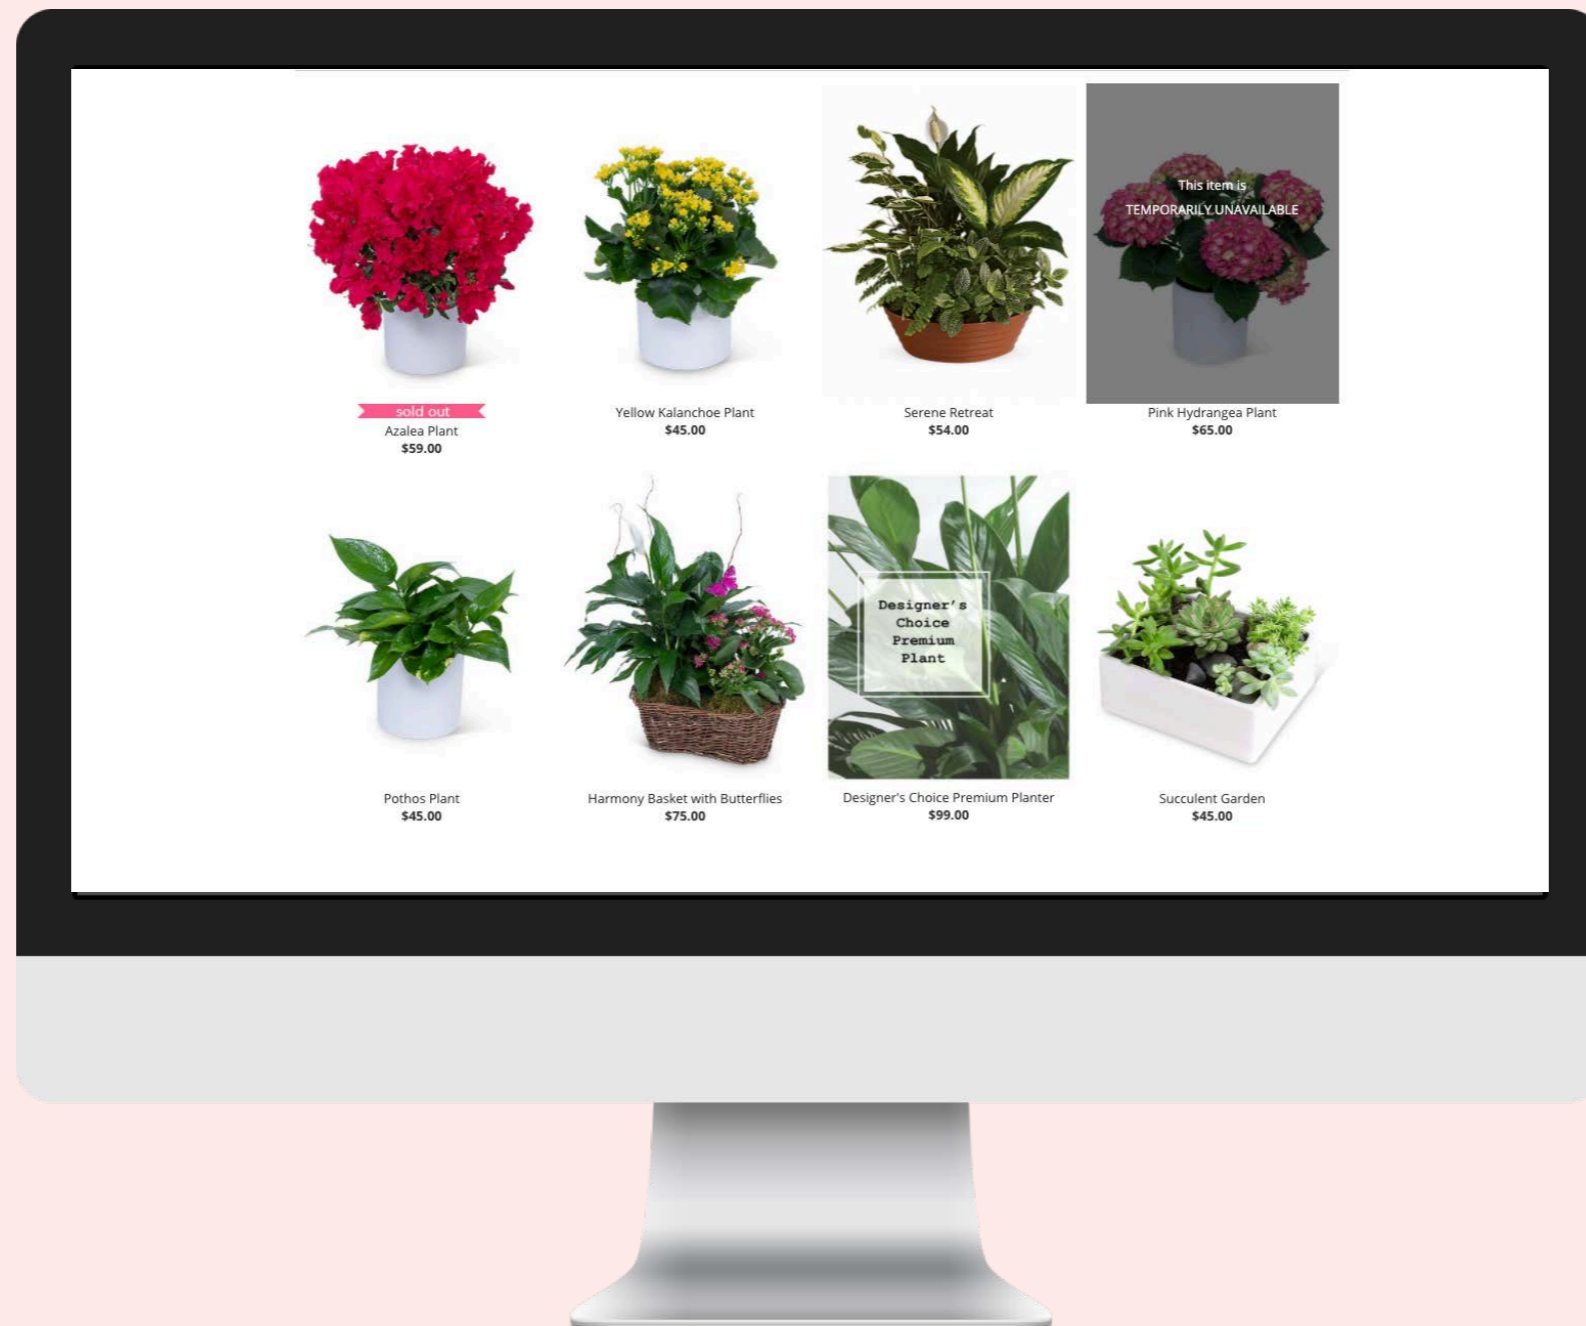 This item is
TEMPORARILY UNAVAILABLE
sold out
Azalea Plant
$59.00
Yellow Kalanchoe Plant
$45.00
Serene Retreat
$54.00
Pink Hydrangea Plant
$65.00
Designer's
Choice
Premium
Plant
Pothos Plant
$45.00
Harmony Basket with Butterflies
$75.00
Designer's Choice Premium Planter
$99.00
Succulent Garden
$45.00